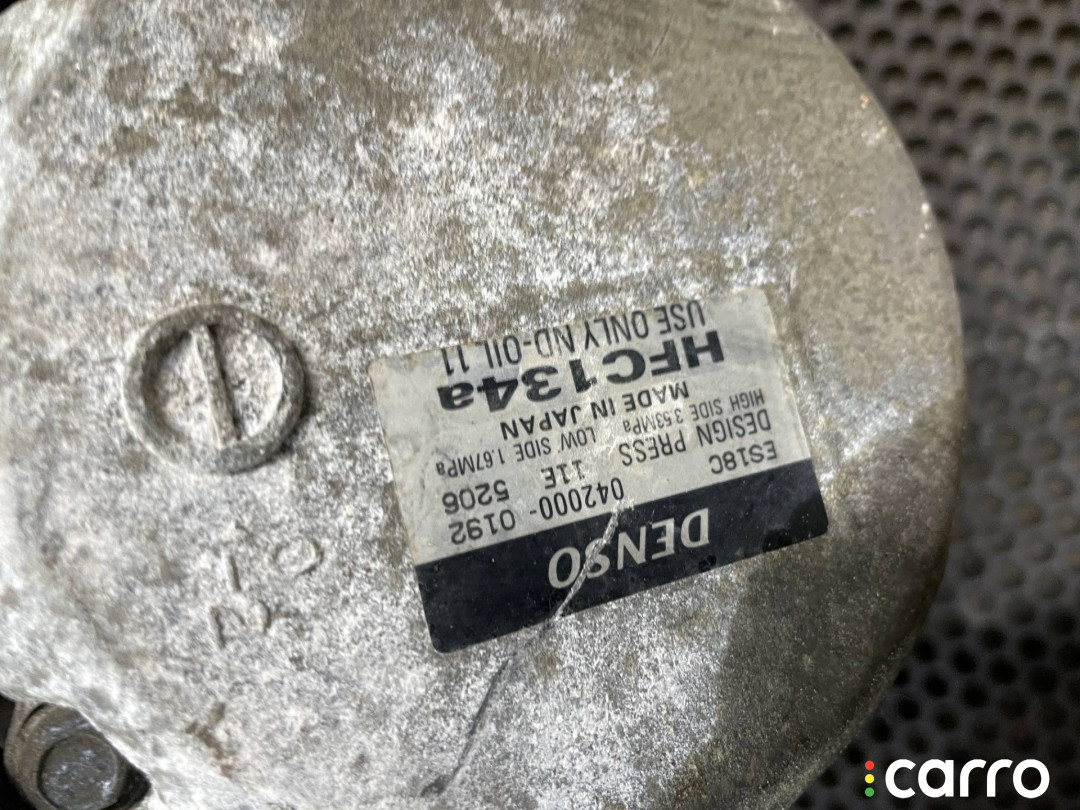 DENSO
042000-0192
ES18C 11E 5206
DESIGN PRESS
HIGH SIDE 3.53MPa LOW SIDE 1.67MPa
MADE IN JAPAN
HFC134a
USE ONLY ND-OIL 11
carro